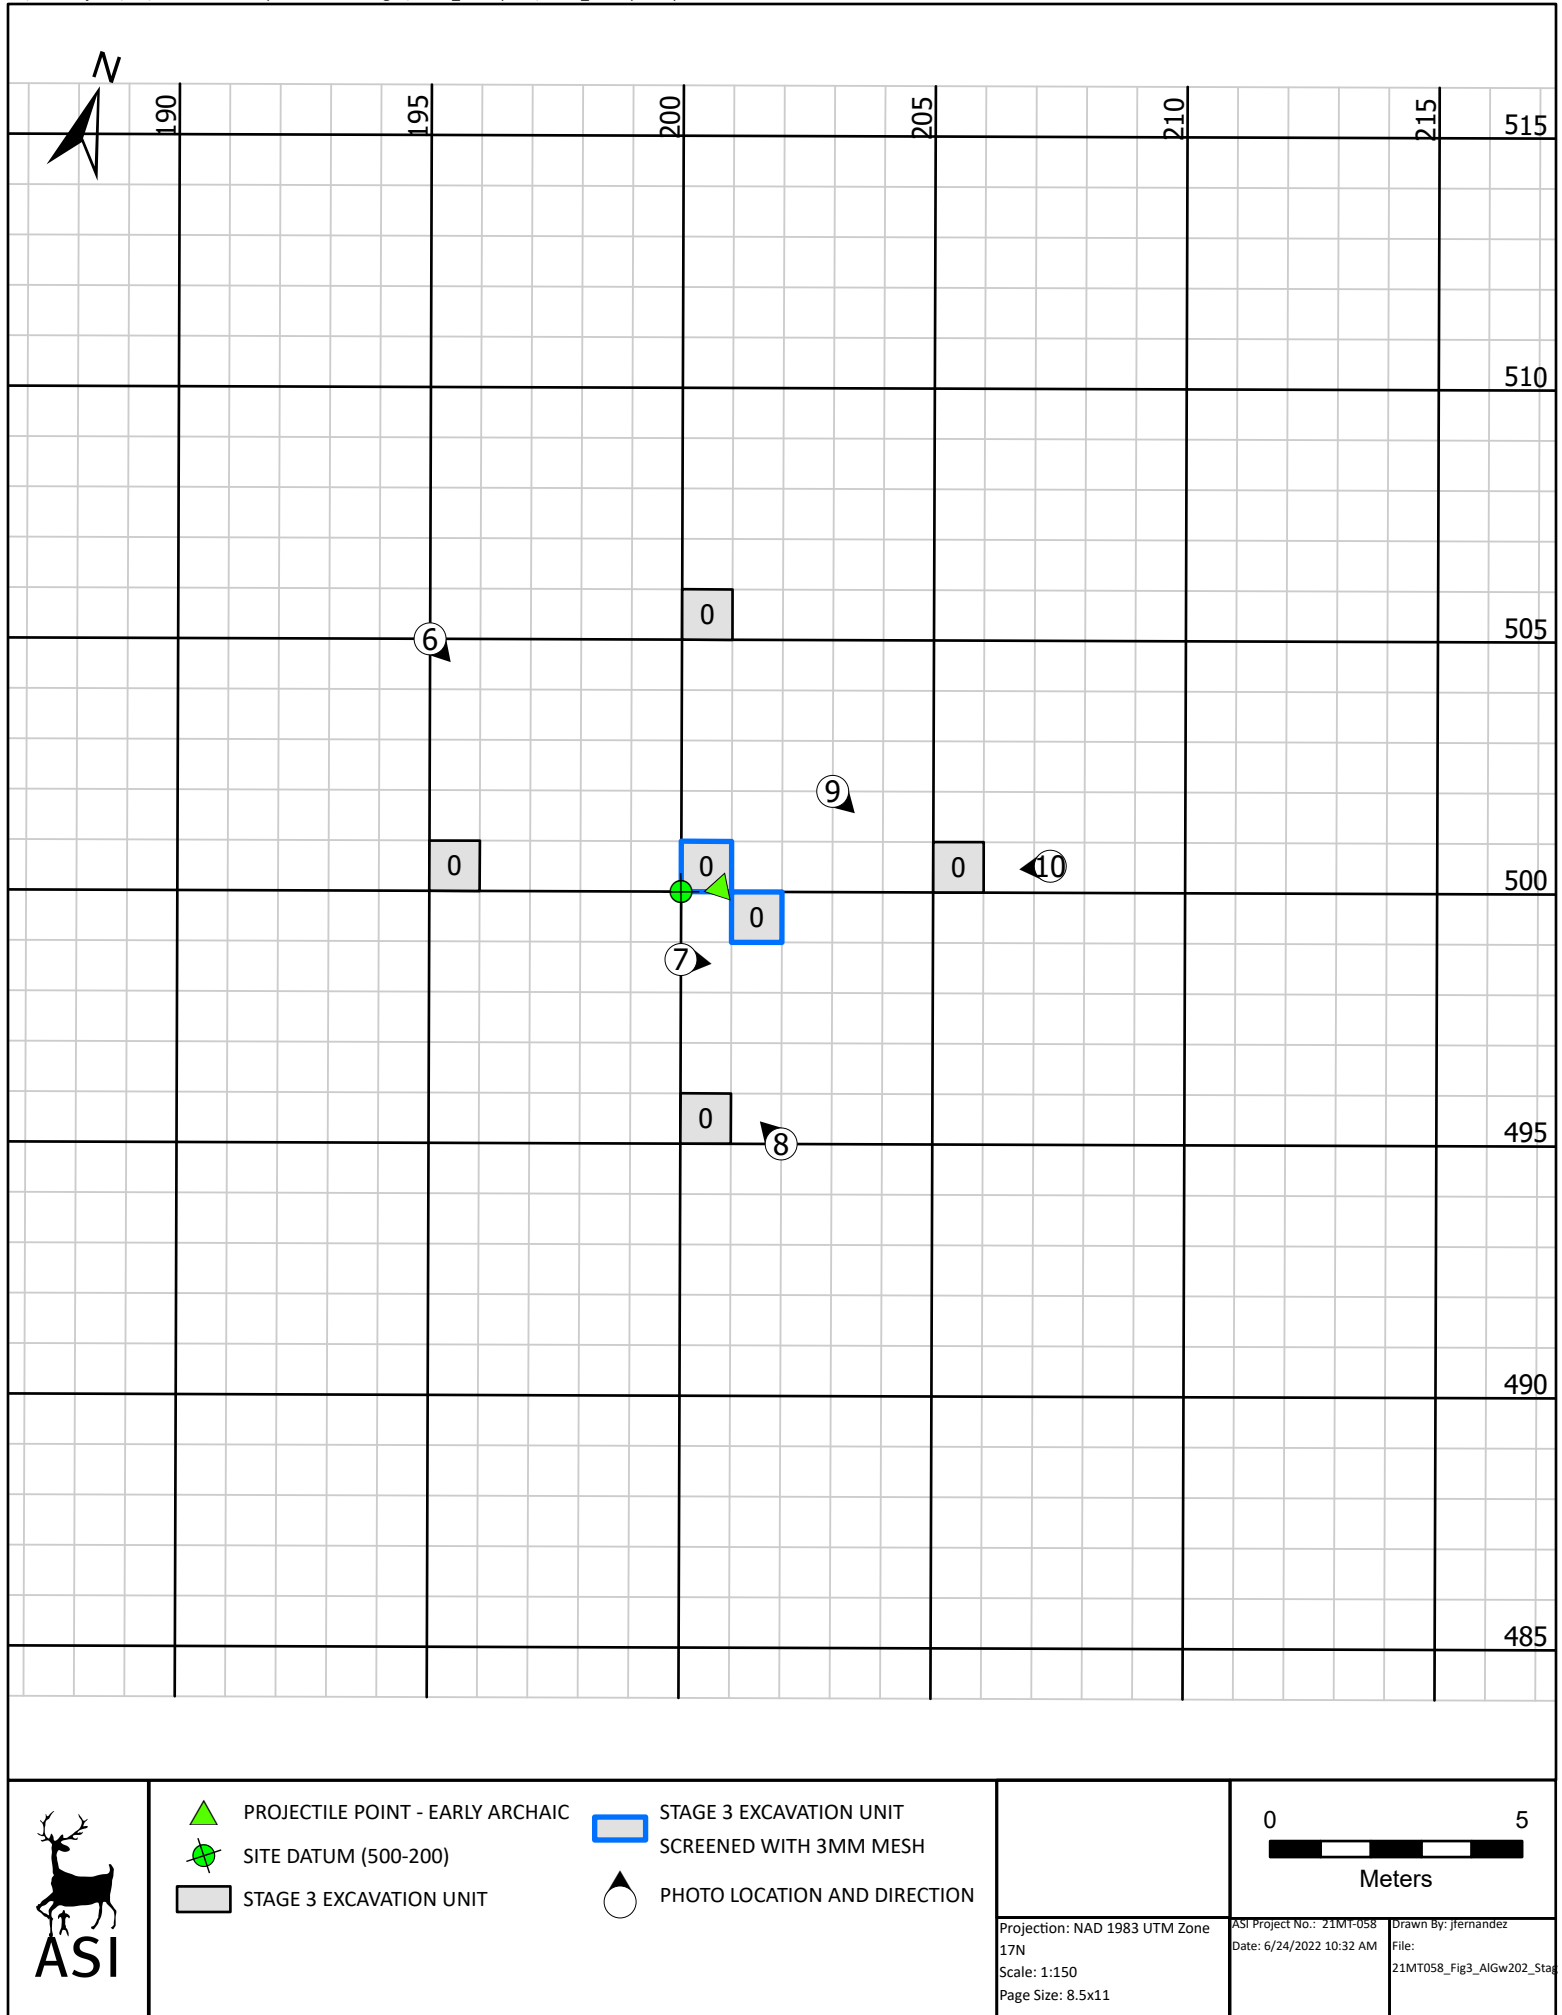 N
190
195
200
205
210
215
515
510
0
505
6
9
0
0
0
10
500
0
7
0
8
495
490
485
PROJECTILE POINT - EARLY ARCHAIC
SITE DATUM (500-200)
STAGE 3 EXCAVATION UNIT
STAGE 3 EXCAVATION UNIT
SCREENED WITH 3MM MESH
PHOTO LOCATION AND DIRECTION
0 5
Meters
ASI
Projection: NAD 1983 UTM Zone
17N
Scale: 1:150
Page Size: 8.5x11
ASI Project No.: 21MT-058
Date: 6/24/2022 10:32 AM
Drawn By: jfernandez
File:
21MT058_Fig3_AlGw202_Stag